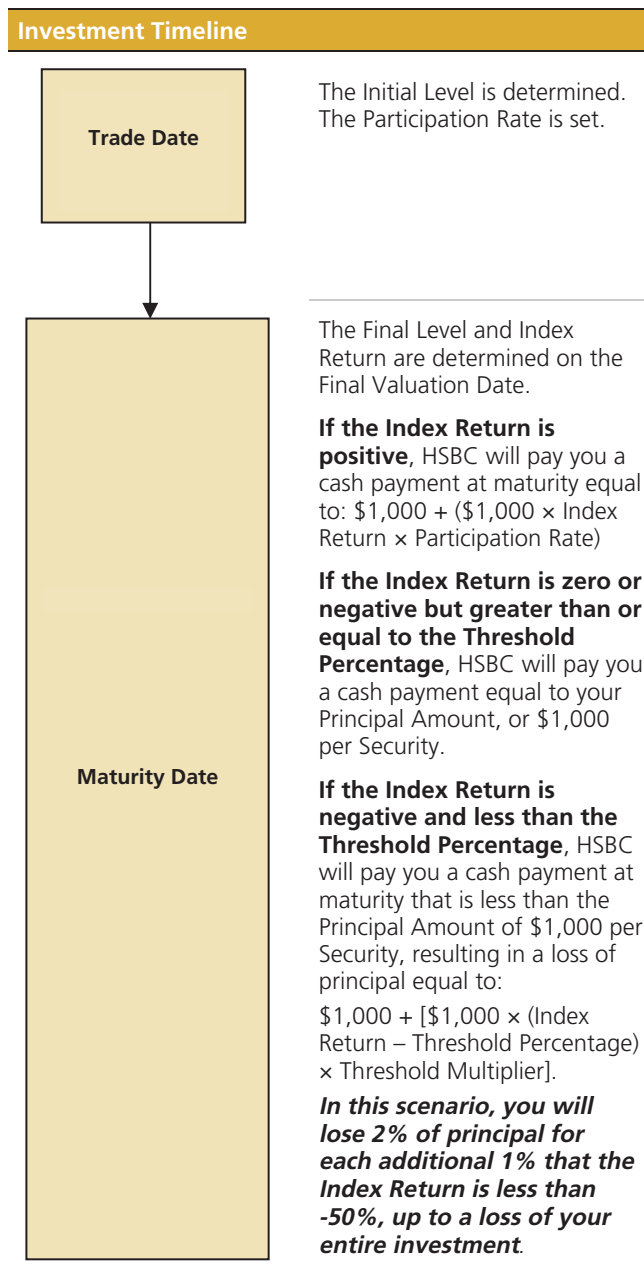 Investment Timeline
Trade Date
The Initial Level is determined.
The Participation Rate is set.
Maturity Date
The Final Level and Index
Return are determined on the
Final Valuation Date.
If the Index Return is
positive, HSBC will pay you a
cash payment at maturity equal
to: $1,000 + ($1,000 × Index
Return × Participation Rate)
If the Index Return is zero or
negative but greater than or
equal to the Threshold
Percentage, HSBC will pay you
a cash payment equal to your
Principal Amount, or $1,000
per Security.
If the Index Return is
negative and less than the
Threshold Percentage, HSBC
will pay you a cash payment at
maturity that is less than the
Principal Amount of $1,000 per
Security, resulting in a loss of
principal equal to:
$1,000 + [$1,000 × (Index
Return – Threshold Percentage)
× Threshold Multiplier].
In this scenario, you will
lose 2% of principal for
each additional 1% that the
Index Return is less than
-50%, up to a loss of your
entire investment.